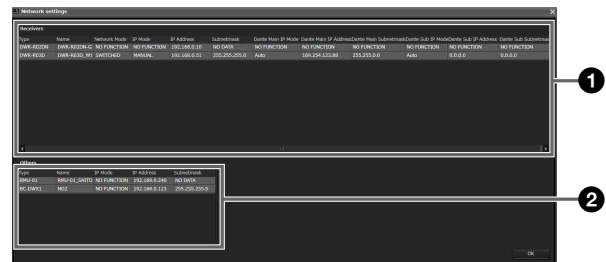 Network settings
Receivers
Type Name Network Mode IP Mode IP Address Subnetmask Dante Main IP Mode Dante Main IP Address Dante Main Subnetmask Dante Sub IP Mode Dante Sub IP Address Dante Sub Subnetmas
DWR-R02DN DWR-R02DN-G NO FUNCTION NO FUNCTION 192.168.0.10 NO DATA NO FUNCTION NO FUNCTION NO FUNCTION NO FUNCTION NO FUNCTION NO FUNCTION
DWR-R03D DWR-R03D_W1 SWITCHED MANUAL 192.168.0.51 255.255.255.0 Auto 169.254.123.88 255.255.0.0 Auto 0.0.0.0 0.0.0.0
1
Others
Type Name IP Mode IP Address Subnetmask
RMU-01 RMU-01_SAITO NO FUNCTION 192.168.0.240 NO DATA
BC-DWX1 NO2 NO FUNCTION 192.168.0.123 255.255.255.0
2
OK